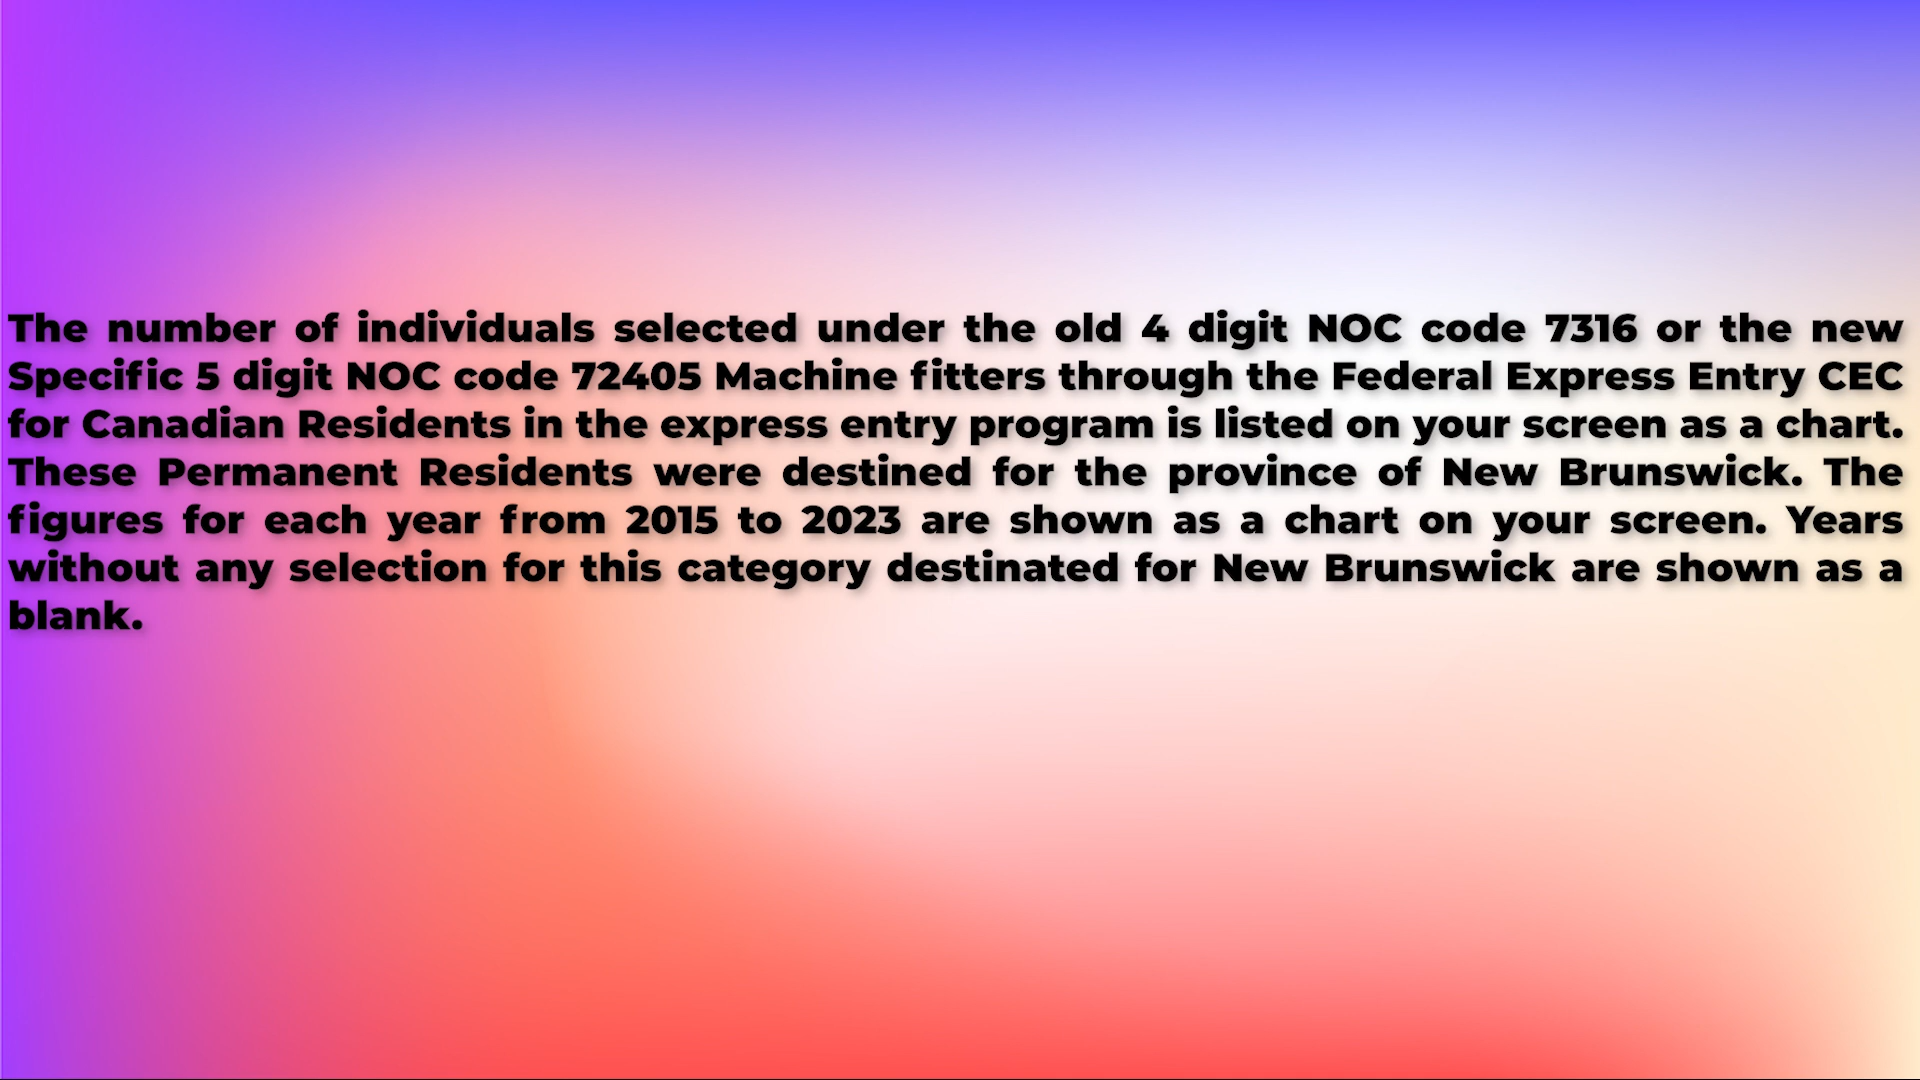 The number of individuals selected under the old 4 digit NOC code 7316 or the new
Specific 5 digit NOC code 72405 Machine fitters through the Federal Express Entry CEC
for Canadian Residents in the express entry program is listed on your screen as a chart.
These Permanent Residents were destined for the province of New Brunswick. The
figures for each year from 2015 to 2023 are shown as a chart on your screen. Years
without any selection for this category destinated for New Brunswick are shown as a
blank.